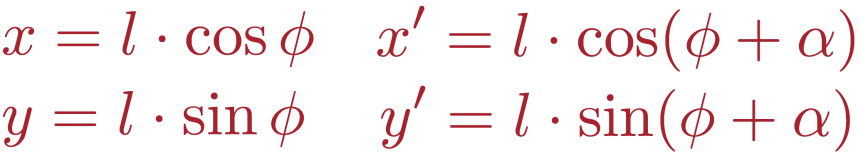 x = l · cos ϕ x′ = l · cos(ϕ + α)
y = l · sin ϕ y′ = l · sin(ϕ + α)